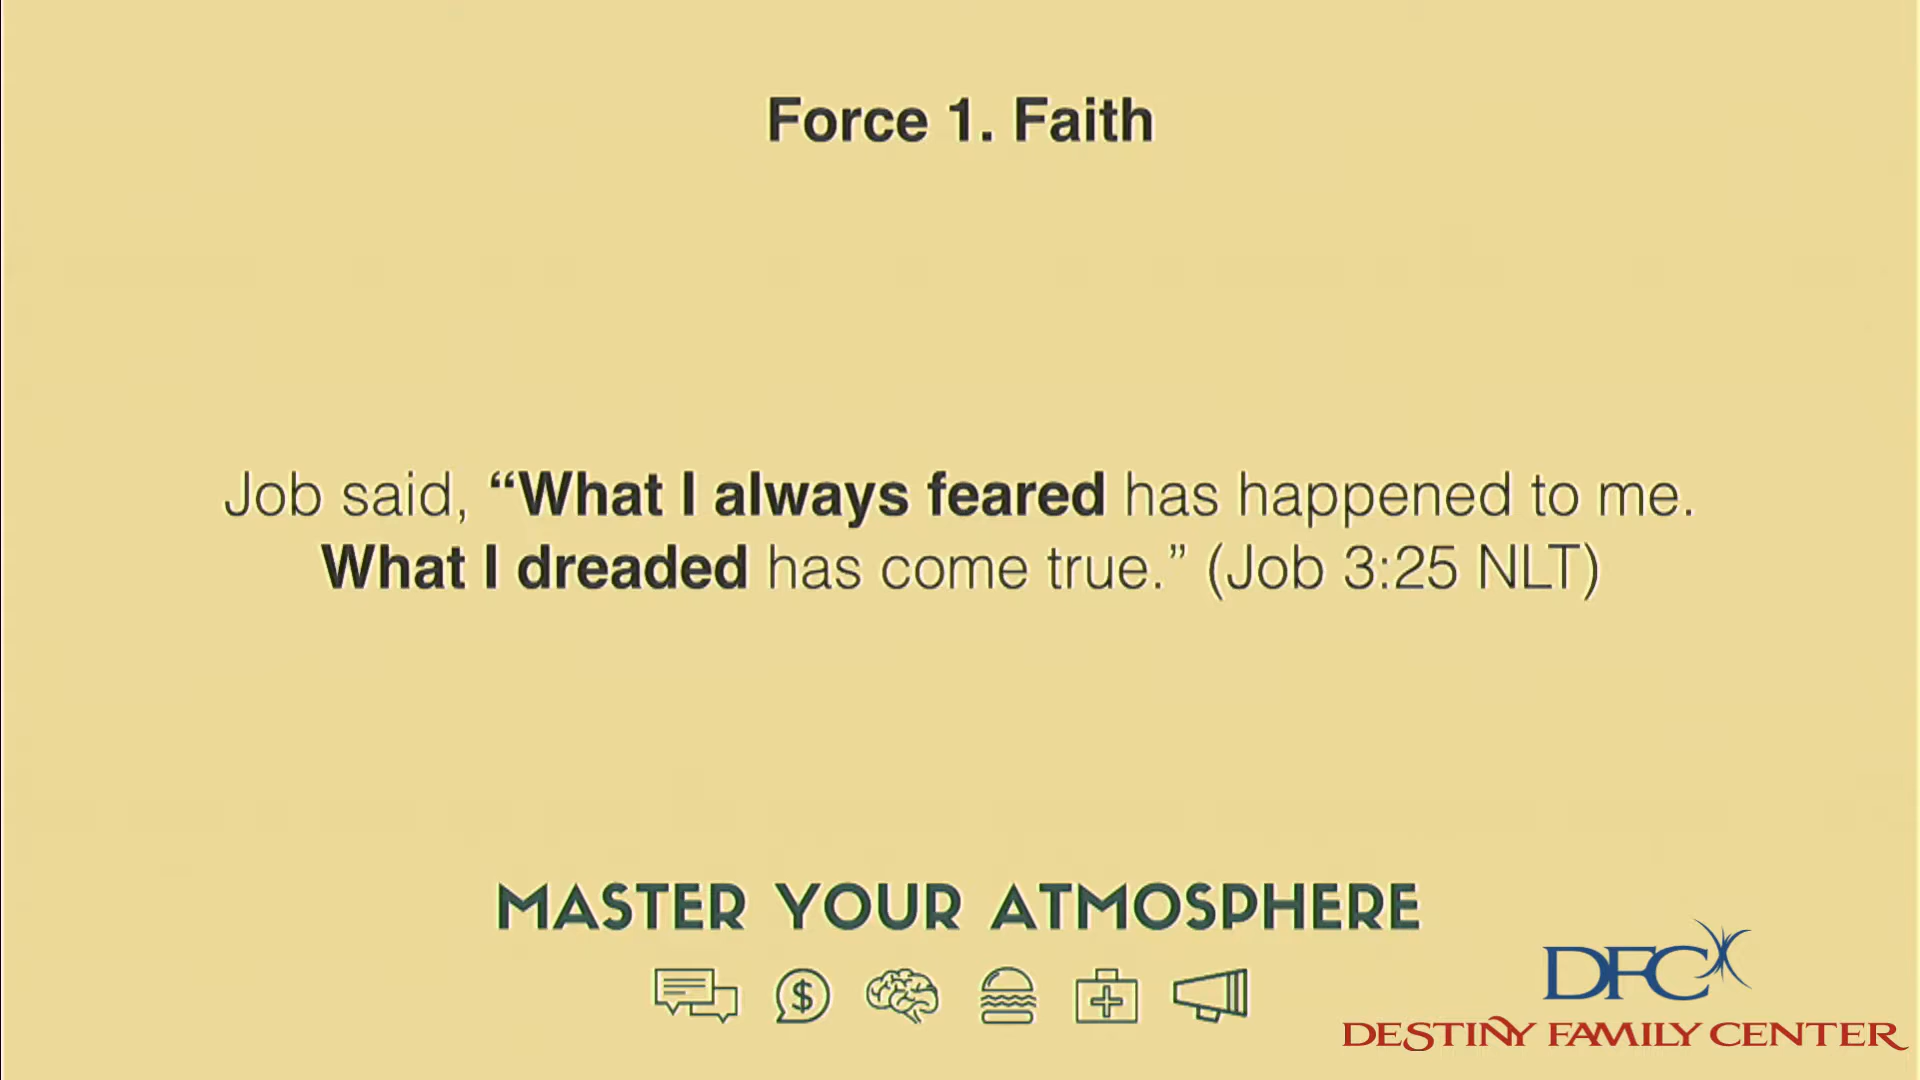 Force 1. Faith
Job said, “What I always feared has happened to me.
What I dreaded has come true.” (Job 3:25 NLT)
MASTER YOUR ATMOSPHERE
$
DFC
DESTINY FAMILY CENTER